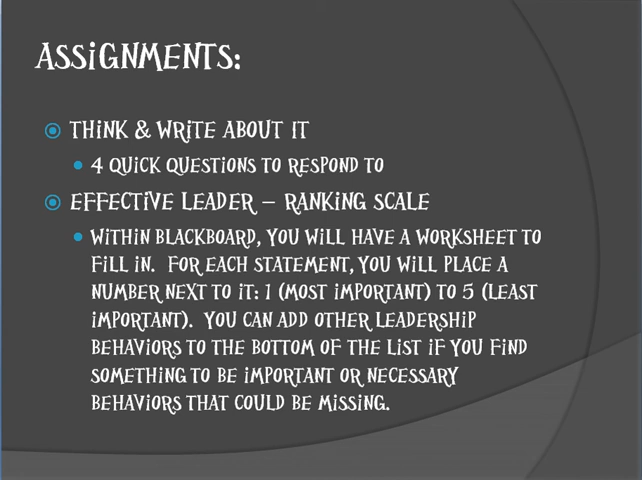 ASSiGNMENTS:
THiNK & WRiTE ABOUT IT
4 QUiCK QUESTiONS TO RESPOND TO
EFFECTiVE LEADER – RANKiNG SCALE
WiTHiN BLACKBOARD, YOU WiLL HAVE A WORKSHEET TO
FiLL iN. FOR EACH STATEMENT, YOU WiLL PLACE A
NUMBER NEXT TO iT: 1 (MOST iMPORTANT) TO 5 (LEAST
iMPORTANT). YOU CAN ADD OTHER LEADERSHiP
BEHAViORS TO THE BOTTOM OF THE LiST iF YOU FiND
SOMETHiNG TO BE iMPORTANT OR NECESSARY
BEHAViORS THAT COULD BE MiSSiNG.